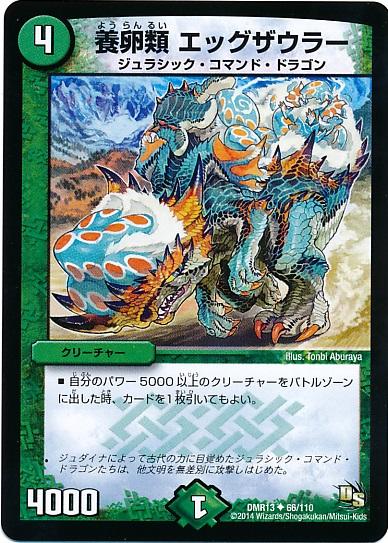 4
ようらんるい
養卵類 エッグザウラー
ジュラシック・コマンド・ドラゴン
Illus. Tonbi Aburaya
クリーチャー
■ 自分のパワー5000以上のクリーチャーをバトルゾーン
に出した時、カードを1枚引いてもよい。
ジュダイナによって古代の力に目覚めたジュラシック・コマンド・
ドラゴンたちは、他文明を無差別に攻撃しはじめた。
4000
1
DS
DMR13 ◆ 66/110
©2014 Wizards/Shogakukan/Mitsui-Kids